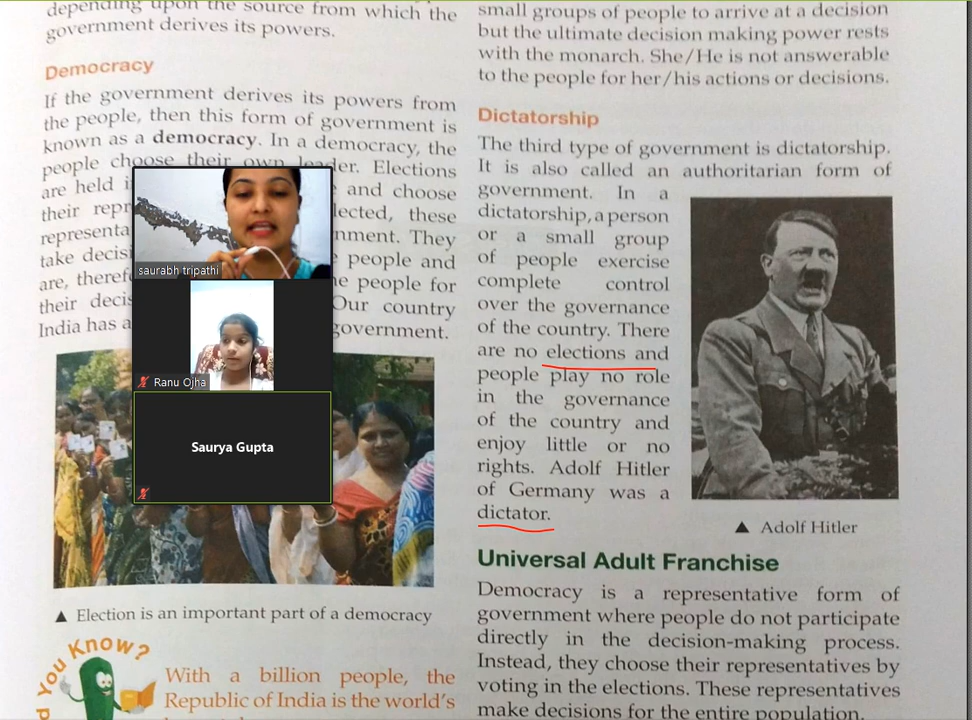 depending upon the source from which the
government derives its powers.
Democracy
If the government derives its powers from
the people, then this form of government is
known as a democracy. In a democracy, the
people choose their own leader. Elections
are held i and choose
their repr lected, these
representa nment. They
take decisi people and
are, theref e people for
their decis Our country
India has a government.
saurabh tripathi
Ranu Ojha
Saurya Gupta
▲ Election is an important part of a democracy
d You Know?
With a billion people, the
Republic of India is the world's
small groups of people to arrive at a decision
but the ultimate decision making power rests
with the monarch. She/He is not answerable
to the people for her/his actions or decisions.
Dictatorship
The third type of government is dictatorship.
It is also called an authoritarian form of
government. In a
dictatorship, a person
or a small group
of people exercise
complete control
over the governance
of the country. There
are no elections and
people play no role
in the governance
of the country and
enjoy little or no
rights. Adolf Hitler
of Germany was a
dictator.
▲ Adolf Hitler
Universal Adult Franchise
Democracy is a representative form of
government where people do not participate
directly in the decision-making process.
Instead, they choose their representatives by
voting in the elections. These representatives
make decisions for the entire population.